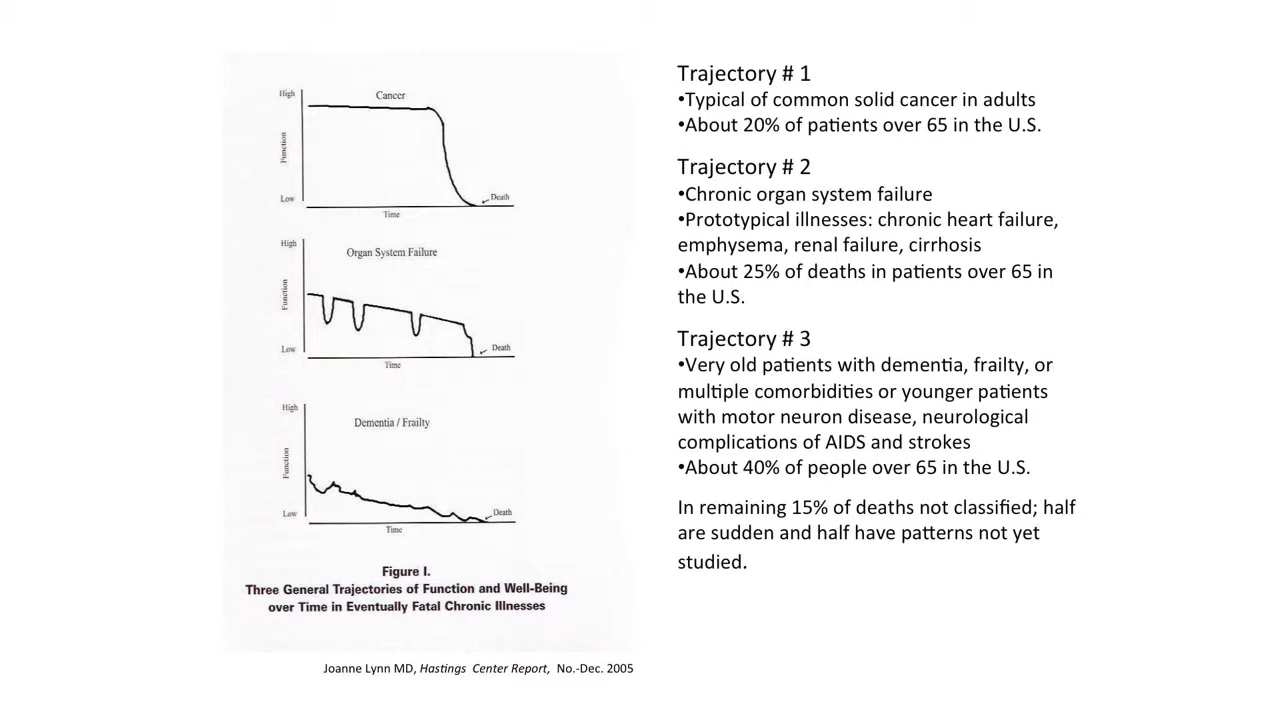 High
Cancer
Function
Low
Death
Time
High
Organ System Failure
Function
Low
Death
Time
High
Dementia / Frailty
Function
Low
Death
Time
Figure I.
Three General Trajectories of Function and Well-Being
over Time in Eventually Fatal Chronic Illnesses
Joanne Lynn MD, Hastings Center Report, No.-Dec. 2005
Trajectory # 1
•Typical of common solid cancer in adults
•About 20% of patients over 65 in the U.S.
Trajectory # 2
•Chronic organ system failure
•Prototypical illnesses: chronic heart failure,
emphysema, renal failure, cirrhosis
•About 25% of deaths in patients over 65 in
the U.S.
Trajectory # 3
•Very old patients with dementia, frailty, or
multiple comorbidities or younger patients
with motor neuron disease, neurological
complications of AIDS and strokes
•About 40% of people over 65 in the U.S.
In remaining 15% of deaths not classified; half
are sudden and half have patterns not yet
studied.